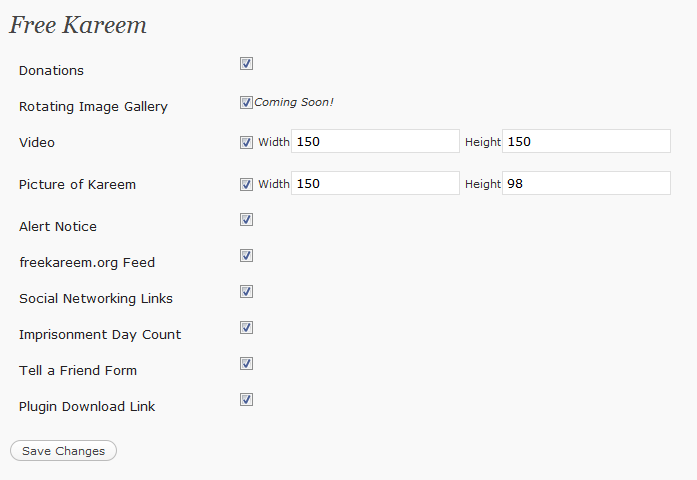 Free Kareem
Donations
Rotating Image Gallery Coming Soon!
Video Width 150 Height 150
Picture of Kareem Width 150 Height 98
Alert Notice
freekareem.org Feed
Social Networking Links
Imprisonment Day Count
Tell a Friend Form
Plugin Download Link
Save Changes